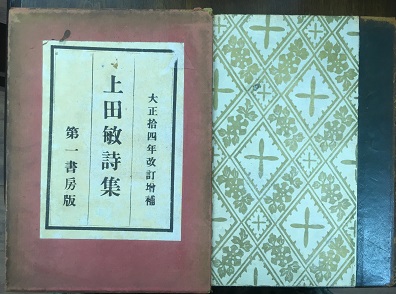 大正拾四年改訂增補
上田敏詩集
第一書房版